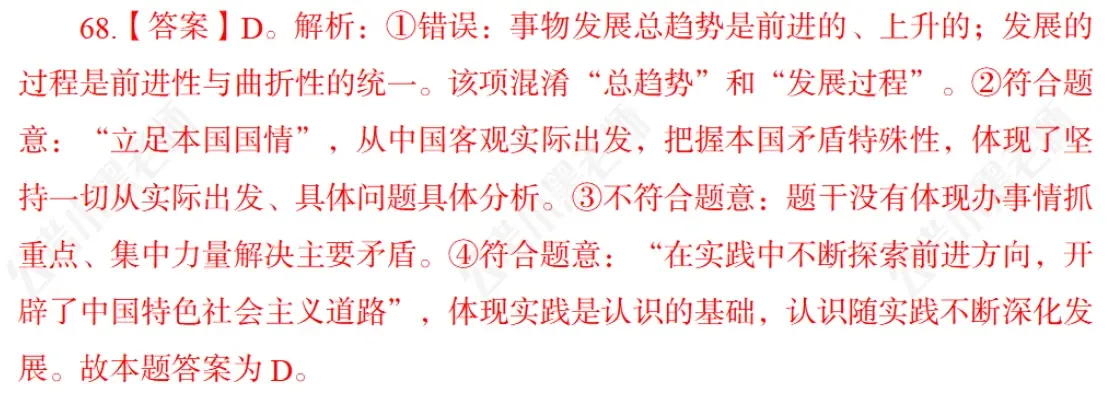 68.【答案】D。解析：①错误：事物发展总趋势是前进的、上升的；发展的
过程是前进性与曲折性的统一。该项混淆“总趋势”和“发展过程”。②符合题
意：“立足本国国情”，从中国客观实际出发，把握本国矛盾特殊性，体现了坚
持一切从实际出发、具体问题具体分析。③不符合题意：题干没有体现办事情抓
重点、集中力量解决主要矛盾。④符合题意：“在实践中不断探索前进方向，开
辟了中国特色社会主义道路”，体现实践是认识的基础，认识随实践不断深化发
展。故本题答案为 D。